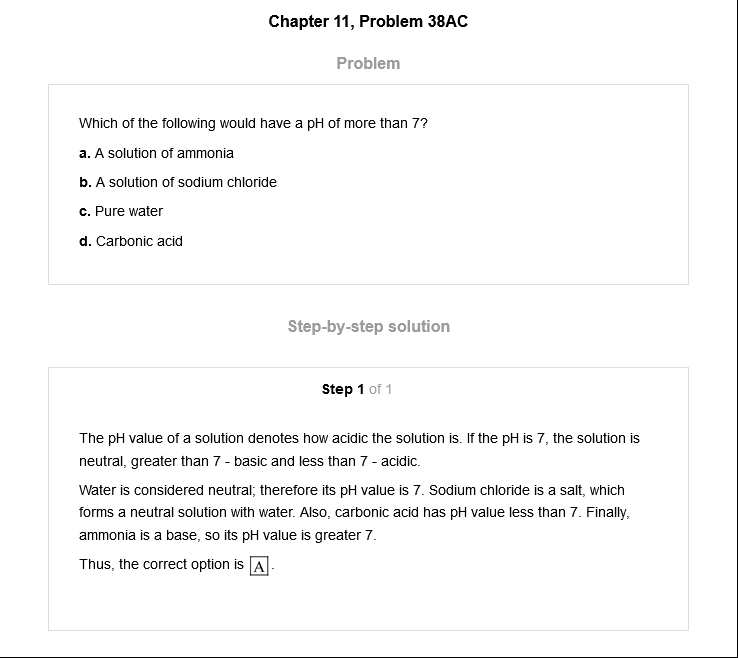 Chapter 11, Problem 38AC
Problem
Which of the following would have a pH of more than 7?
a. A solution of ammonia
b. A solution of sodium chloride
c. Pure water
d. Carbonic acid
Step-by-step solution
Step 1 of 1
The pH value of a solution denotes how acidic the solution is. If the pH is 7, the solution is
neutral, greater than 7 - basic and less than 7 - acidic.
Water is considered neutral; therefore its pH value is 7. Sodium chloride is a salt, which
forms a neutral solution with water. Also, carbonic acid has pH value less than 7. Finally,
ammonia is a base, so its pH value is greater 7.
Thus, the correct option is A.